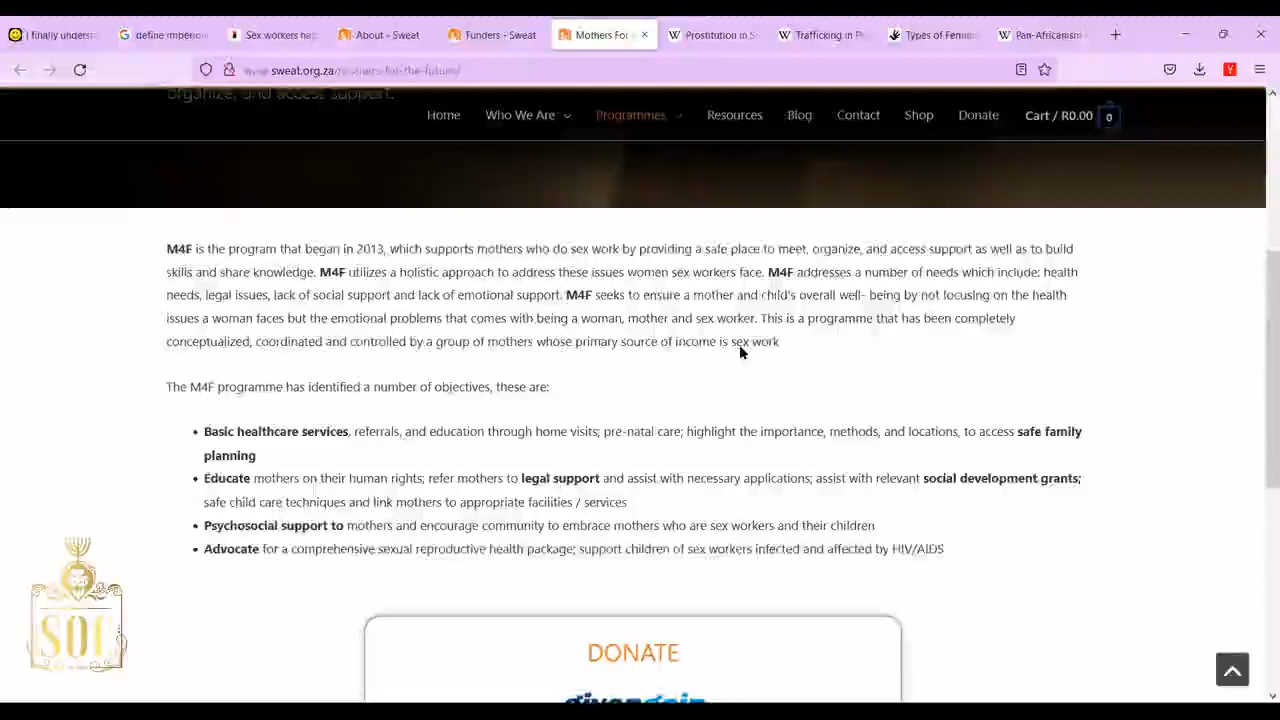 I finally underst
define imperion
Sex workers ha
About - Sweat
Funders - Sweat
Mothers For
Prostitution in S
Trafficking in P
Types of Femin
Pan-Africanism
www.sweat.org.za/mothers-for-the-future/
organize, and access support.
Home Who We Are Programmes Resources Blog Contact Shop Donate Cart / R0.00 0
M4F is the program that began in 2013, which supports mothers who do sex work by providing a safe place to meet, organize, and access support as well as to build
skills and share knowledge. M4F utilizes a holistic approach to address these issues women sex workers face. M4F addresses a number of needs which include: health
needs, legal issues, lack of social support and lack of emotional support. M4F seeks to ensure a mother and child's overall well- being by not focusing on the health
issues a woman faces but the emotional problems that comes with being a woman, mother and sex worker. This is a programme that has been completely
conceptualized, coordinated and controlled by a group of mothers whose primary source of income is sex work
The M4F programme has identified a number of objectives, these are:
• Basic healthcare services, referrals, and education through home visits; pre-natal care; highlight the importance, methods, and locations, to access safe family
planning
• Educate mothers on their human rights; refer mothers to legal support and assist with necessary applications; assist with relevant social development grants;
safe child care techniques and link mothers to appropriate facilities / services
• Psychosocial support to mothers and encourage community to embrace mothers who are sex workers and their children
• Advocate for a comprehensive sexual reproductive health package; support children of sex workers infected and affected by HIV/AIDS
SOE
DONATE